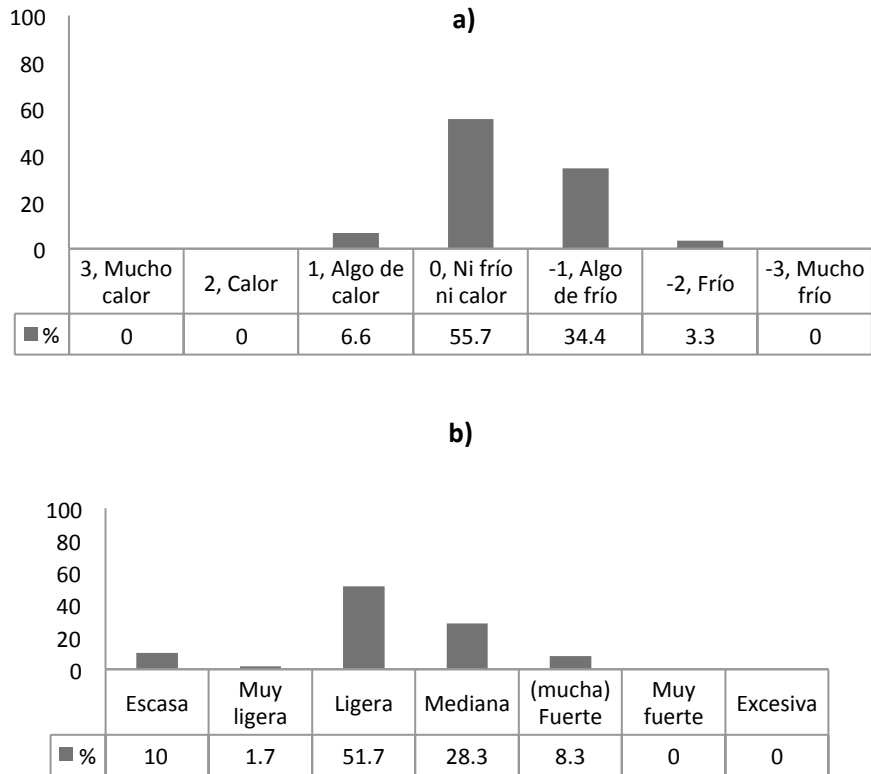 a)
100
80
60
40
20
0
3, Mucho calor
2, Calor
1, Algo de calor
0, Ni frío ni calor
-1, Algo de frío
-2, Frío
-3, Mucho frío
% 0 0 6.6 55.7 34.4 3.3 0
b)
100
80
60
40
20
0
Escasa
Muy ligera
Ligera
Mediana
(mucha) Fuerte
Muy fuerte
Excesiva
% 10 1.7 51.7 28.3 8.3 0 0